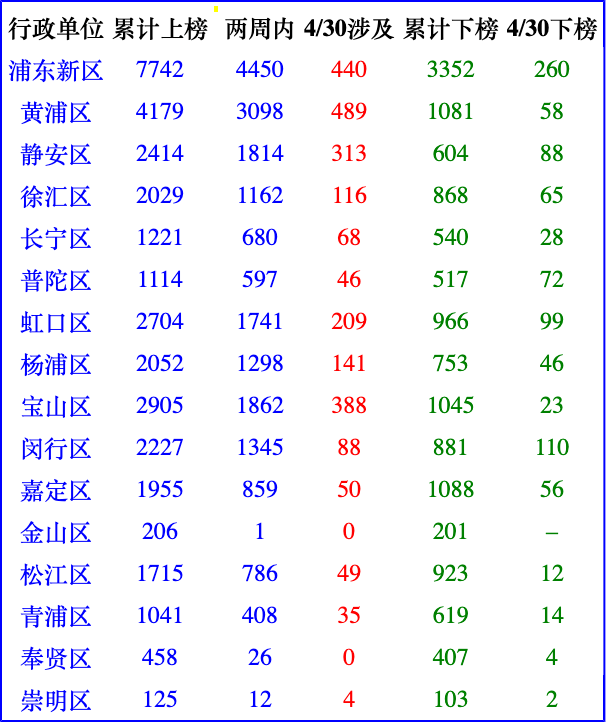 行政单位 累计上榜 两周内 4/30涉及 累计下榜 4/30下榜
浦东新区 7742 4450 440 3352 260
黄浦区 4179 3098 489 1081 58
静安区 2414 1814 313 604 88
徐汇区 2029 1162 116 868 65
长宁区 1221 680 68 540 28
普陀区 1114 597 46 517 72
虹口区 2704 1741 209 966 99
杨浦区 2052 1298 141 753 46
宝山区 2905 1862 388 1045 23
闵行区 2227 1345 88 881 110
嘉定区 1955 859 50 1088 56
金山区 206 1 0 201 –
松江区 1715 786 49 923 12
青浦区 1041 408 35 619 14
奉贤区 458 26 0 407 4
崇明区 125 12 4 103 2